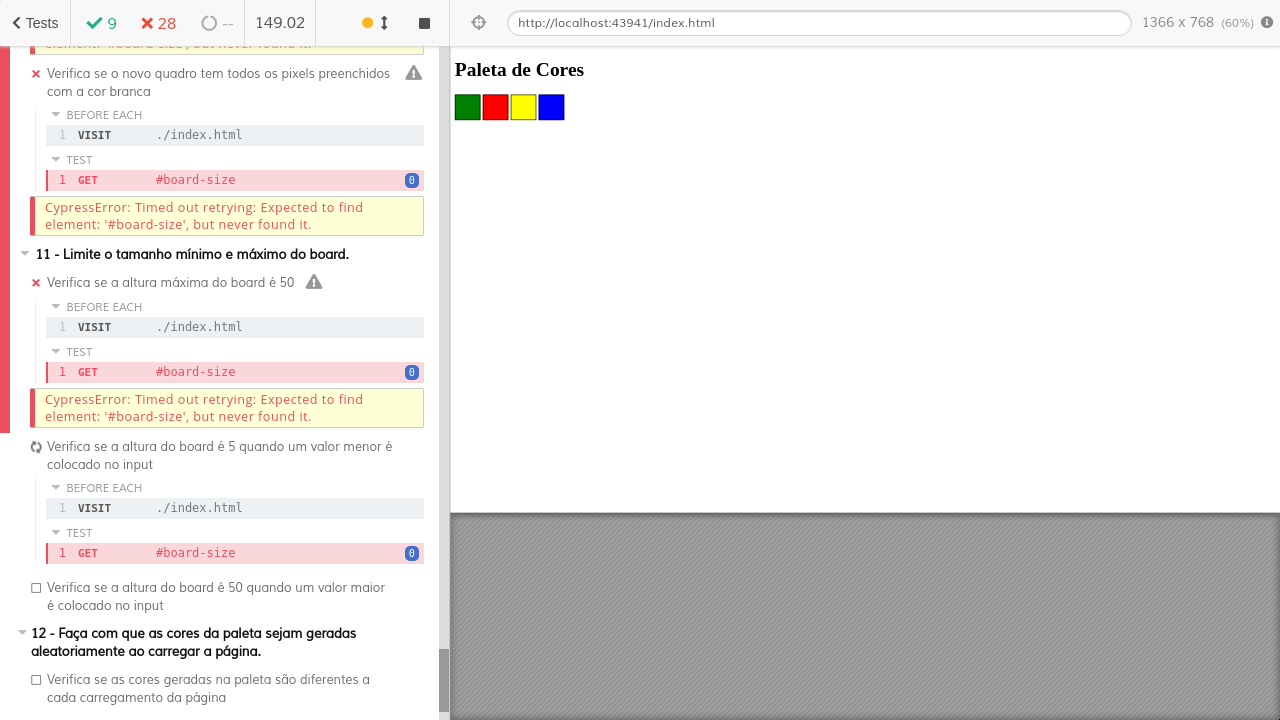 Tests 9 28 -- 149.02 http://localhost:43941/index.html 1366 x 768 (60%)
element: '#board-size', but never found it.
Verifica se o novo quadro tem todos os pixels preenchidos
com a cor branca
BEFORE EACH
1 VISIT ./index.html
TEST
1 GET #board-size 0
CypressError: Timed out retrying: Expected to find
element: '#board-size', but never found it.
11 - Limite o tamanho mínimo e máximo do board.
Verifica se a altura máxima do board é 50
BEFORE EACH
1 VISIT ./index.html
TEST
1 GET #board-size 0
CypressError: Timed out retrying: Expected to find
element: '#board-size', but never found it.
Verifica se a altura do board é 5 quando um valor menor é
colocado no input
BEFORE EACH
1 VISIT ./index.html
TEST
1 GET #board-size 0
Verifica se a altura do board é 50 quando um valor maior
é colocado no input
12 - Faça com que as cores da paleta sejam geradas
aleatoriamente ao carregar a página.
Verifica se as cores geradas na paleta são diferentes a
cada carregamento da página
Paleta de Cores